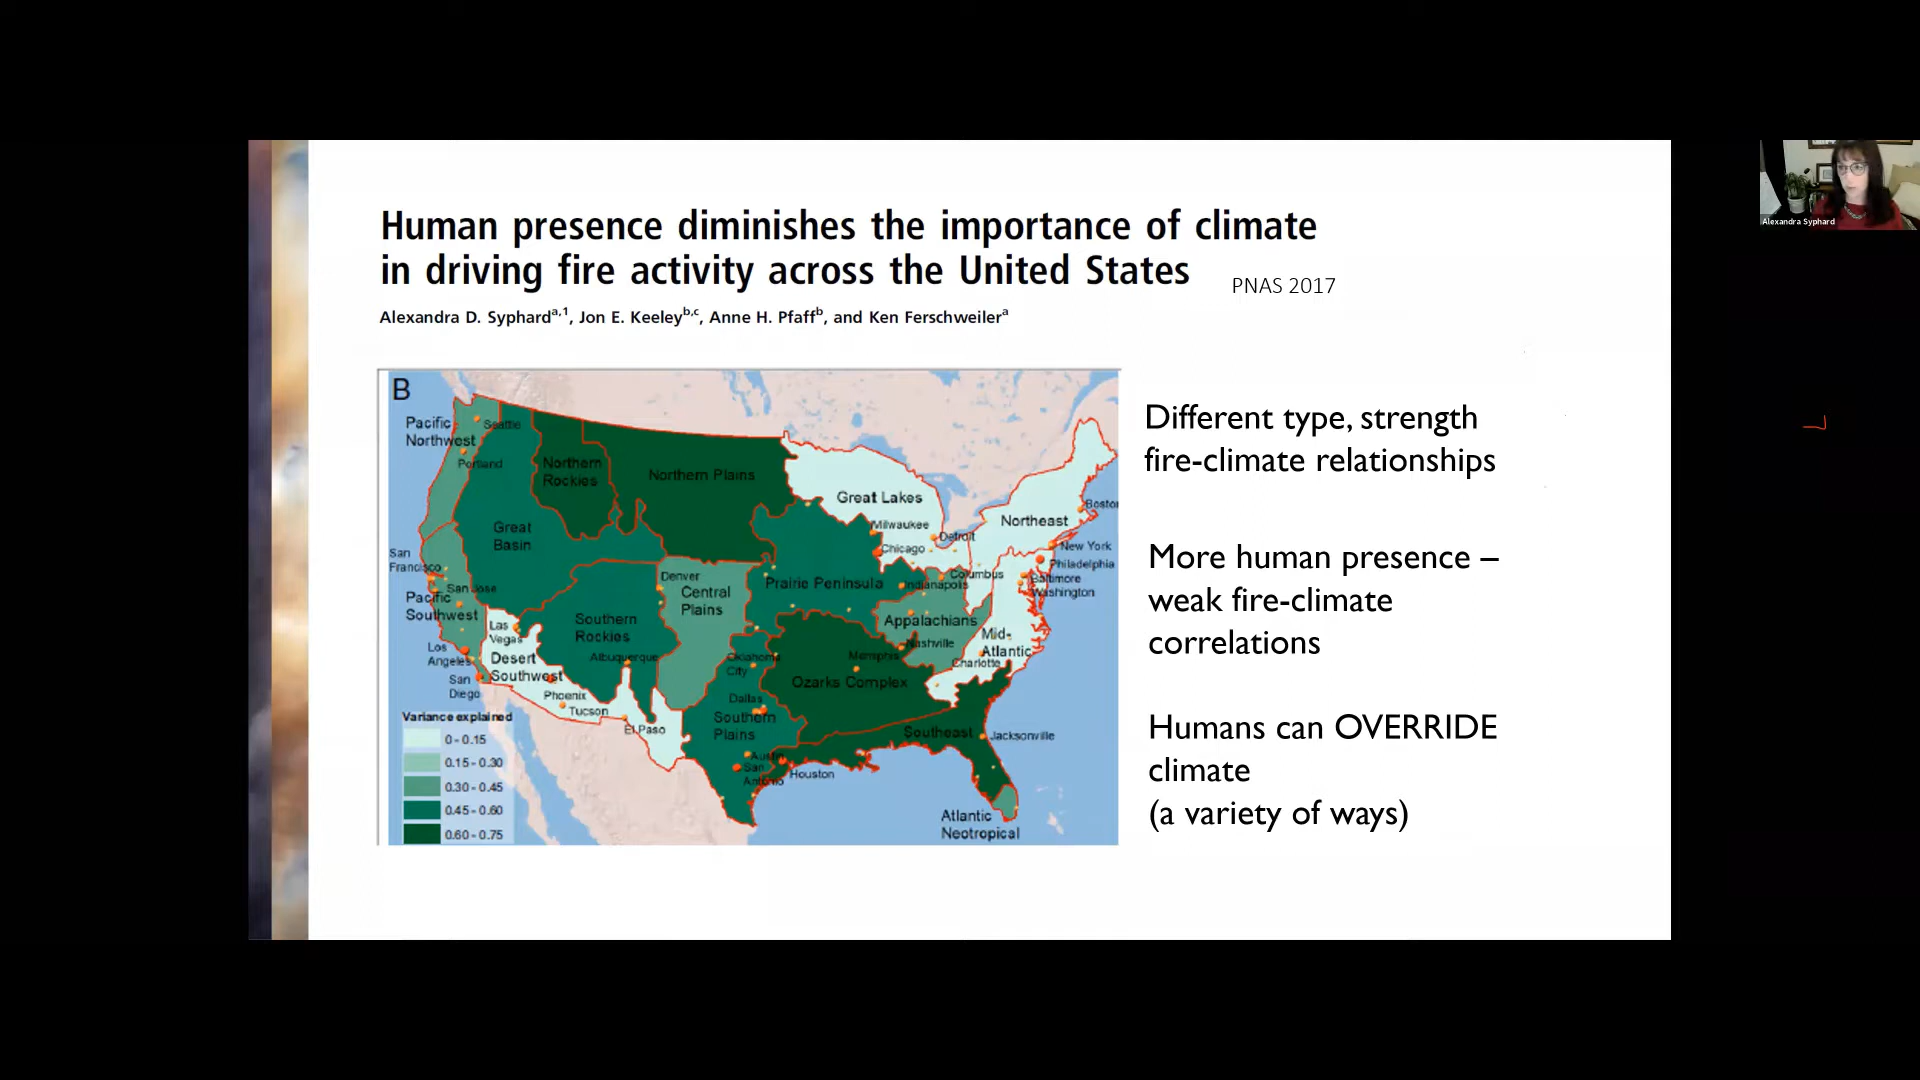 Human presence diminishes the importance of climate
in driving fire activity across the United States
PNAS 2017
Alexandra D. Syphard^a,1, Jon E. Keeley^b,c, Anne H. Pfaff^b, and Ken Ferschweiler^a
B
Pacific
Northwest
Seattle
Portland
Northern
Rockies
Northern Plains
Great Lakes
Northeast
Boston
Great
Basin
Milwaukee
Detroit
Chicago
New York
Philadelphia
San
Francisco
San Jose
Pacific
Southwest
Denver
Central
Plains
Prairie Peninsula
Indianapolis
Columbus
Baltimore
Washington
Southern
Rockies
Las
Vegas
Appalachians
Nashville
Mid-
Atlantic
Los
Angeles
Desert
Southwest
Albuquerque
Oklahoma
City
Memphis
Charlotte
San
Diego
Phoenix
Tucson
El Paso
Dallas
Southern
Plains
Ozarks Complex
Southeast
Jacksonville
Austin
San
Antonio
Houston
Atlantic
Neotropical
Variance explained
0 - 0.15
0.15 - 0.30
0.30 - 0.45
0.45 - 0.60
0.60 - 0.75
Different type, strength
fire-climate relationships
More human presence –
weak fire-climate
correlations
Humans can OVERRIDE
climate
(a variety of ways)
Alexandra Syphard